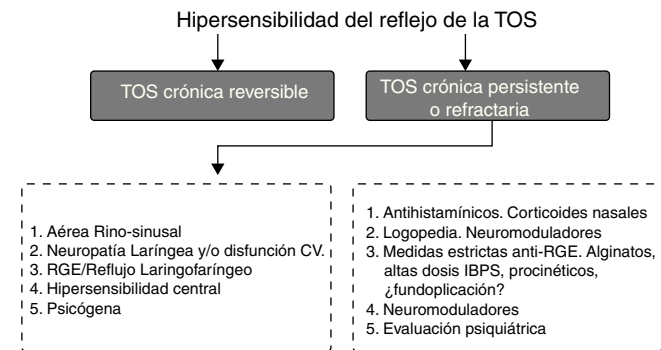 Hipersensibilidad del reflejo de la TOS
TOS crónica reversible
TOS crónica persistente
o refractaria
1. Aérea Rino-sinusal
2. Neuropatía Laríngea y/o disfunción CV.
3. RGE/Reflujo Laringofaríngeo
4. Hipersensibilidad central
5. Psicógena
1. Antihistamínicos. Corticoides nasales
2. Logopedia. Neuromoduladores
3. Medidas estrictas anti-RGE. Alginatos,
altas dosis IBPS, procinéticos,
¿fundoplicación?
4. Neuromoduladores
5. Evaluación psiquiátrica